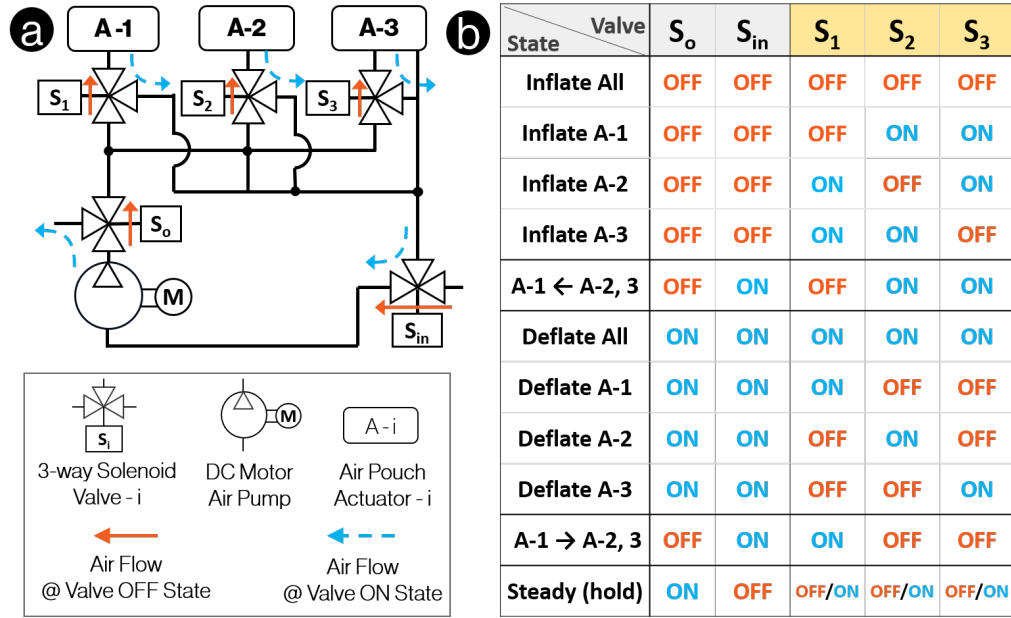 a
A-1
A-2
A-3
S1
S2
S3
So
M
Sin
Si
M
A-i
3-way Solenoid
Valve - i
DC Motor
Air Pump
Air Pouch
Actuator - i
Air Flow
@ Valve OFF State
Air Flow
@ Valve ON State
b
Valve
State
So Sin S1 S2 S3
Inflate All OFF OFF OFF OFF OFF
Inflate A-1 OFF OFF OFF ON ON
Inflate A-2 OFF OFF ON OFF ON
Inflate A-3 OFF OFF ON ON OFF
A-1 ← A-2, 3 OFF ON OFF ON ON
Deflate All ON ON ON ON ON
Deflate A-1 ON ON ON OFF OFF
Deflate A-2 ON ON OFF ON OFF
Deflate A-3 ON ON OFF OFF ON
A-1 → A-2, 3 OFF ON ON OFF OFF
Steady (hold) ON OFF OFF/ON OFF/ON OFF/ON